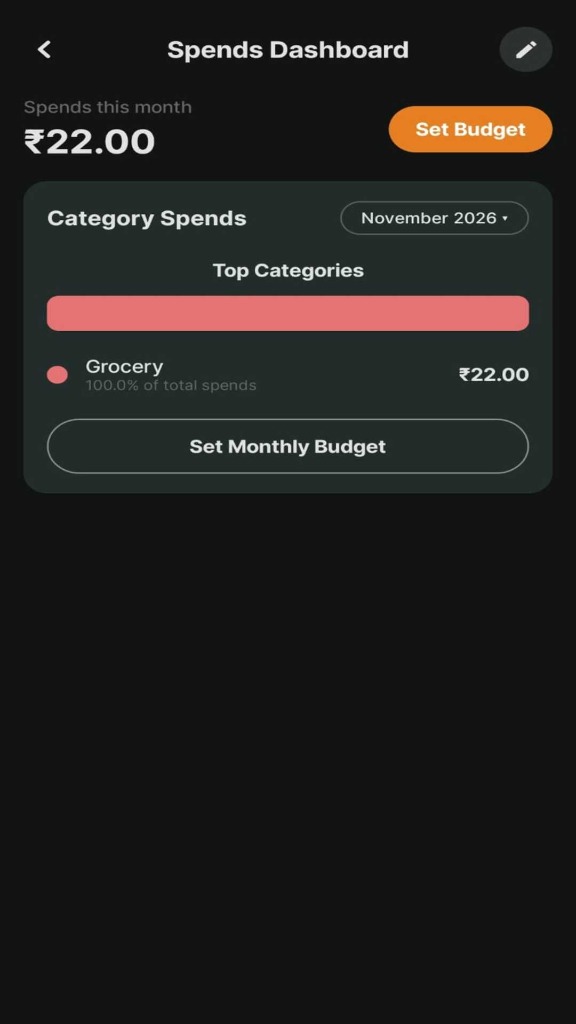 Spends Dashboard
Spends this month
₹22.00
Set Budget
Category Spends
November 2026 ▾
Top Categories
Grocery
100.0% of total spends
₹22.00
Set Monthly Budget